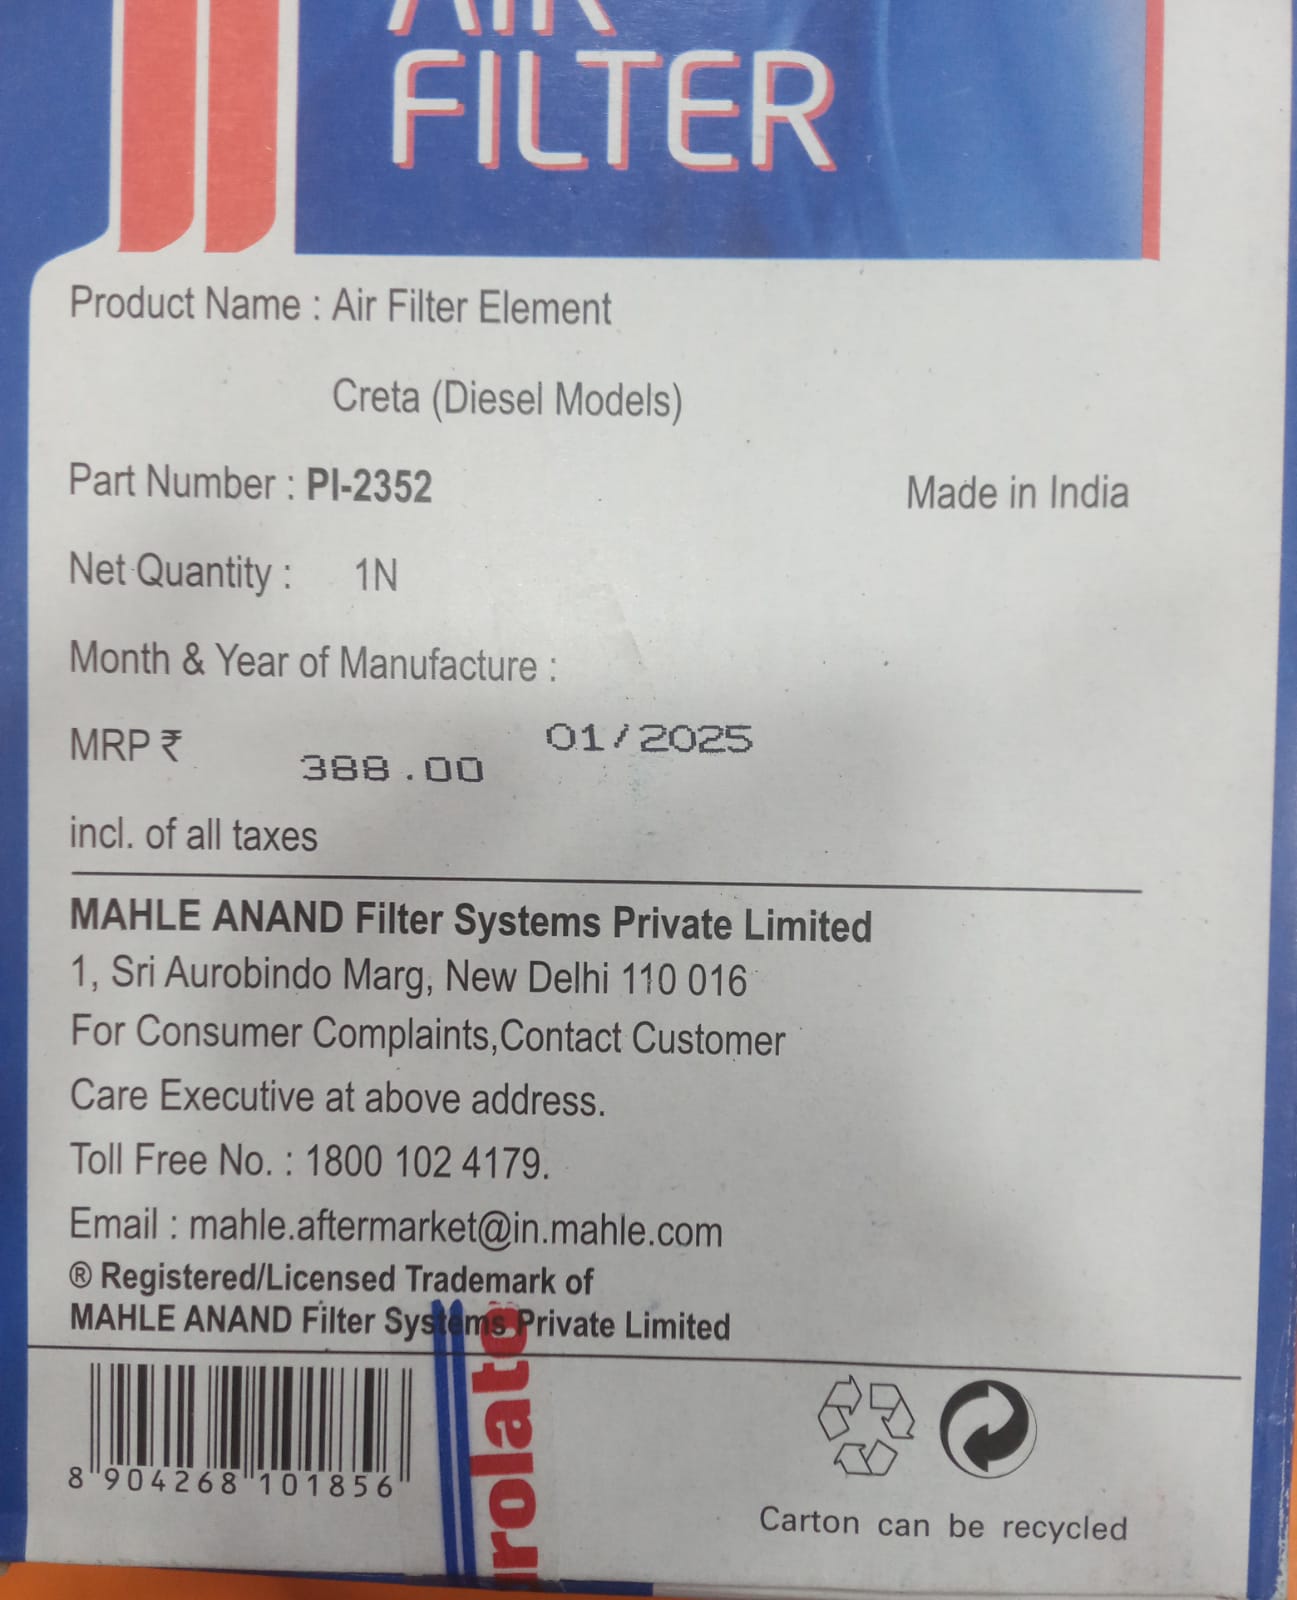 AIR
FILTER
Product Name : Air Filter Element
Creta (Diesel Models)
Part Number : PI-2352
Made in India
Net Quantity : 1N
Month & Year of Manufacture :
01/2025
MRP ₹ 388.00
incl. of all taxes
MAHLE ANAND Filter Systems Private Limited
1, Sri Aurobindo Marg, New Delhi 110 016
For Consumer Complaints,Contact Customer
Care Executive at above address.
Toll Free No. : 1800 102 4179.
Email : mahle.aftermarket@in.mahle.com
® Registered/Licensed Trademark of
MAHLE ANAND Filter Systems Private Limited
8 904268 101856
Carton can be recycled